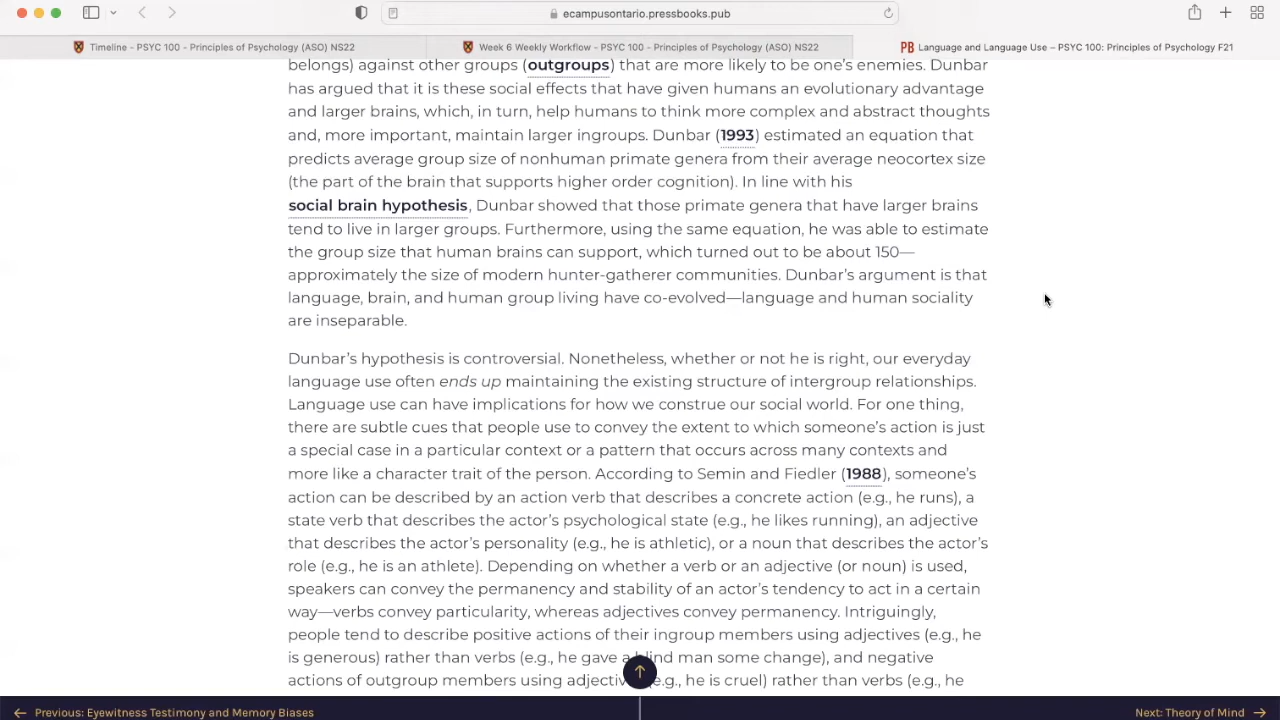 ecampusontario.pressbooks.pub
Timeline - PSYC 100 - Principles of Psychology (ASO) NS22
Week 6 Weekly Workflow - PSYC 100 - Principles of Psychology (ASO) NS22
PB Language and Language Use – PSYC 100: Principles of Psychology F21
belongs) against other groups (outgroups) that are more likely to be one's enemies. Dunbar
has argued that it is these social effects that have given humans an evolutionary advantage
and larger brains, which, in turn, help humans to think more complex and abstract thoughts
and, more important, maintain larger ingroups. Dunbar (1993) estimated an equation that
predicts average group size of nonhuman primate genera from their average neocortex size
(the part of the brain that supports higher order cognition). In line with his
social brain hypothesis, Dunbar showed that those primate genera that have larger brains
tend to live in larger groups. Furthermore, using the same equation, he was able to estimate
the group size that human brains can support, which turned out to be about 150—
approximately the size of modern hunter-gatherer communities. Dunbar's argument is that
language, brain, and human group living have co-evolved—language and human sociality
are inseparable.
Dunbar's hypothesis is controversial. Nonetheless, whether or not he is right, our everyday
language use often ends up maintaining the existing structure of intergroup relationships.
Language use can have implications for how we construe our social world. For one thing,
there are subtle cues that people use to convey the extent to which someone's action is just
a special case in a particular context or a pattern that occurs across many contexts and
more like a character trait of the person. According to Semin and Fiedler (1988), someone's
action can be described by an action verb that describes a concrete action (e.g., he runs), a
state verb that describes the actor's psychological state (e.g., he likes running), an adjective
that describes the actor's personality (e.g., he is athletic), or a noun that describes the actor's
role (e.g., he is an athlete). Depending on whether a verb or an adjective (or noun) is used,
speakers can convey the permanency and stability of an actor's tendency to act in a certain
way—verbs convey particularity, whereas adjectives convey permanency. Intriguingly,
people tend to describe positive actions of their ingroup members using adjectives (e.g., he
is generous) rather than verbs (e.g., he gave a blind man some change), and negative
actions of outgroup members using adjectives (e.g., he is cruel) rather than verbs (e.g., he
← Previous: Eyewitness Testimony and Memory Biases
Next: Theory of Mind →